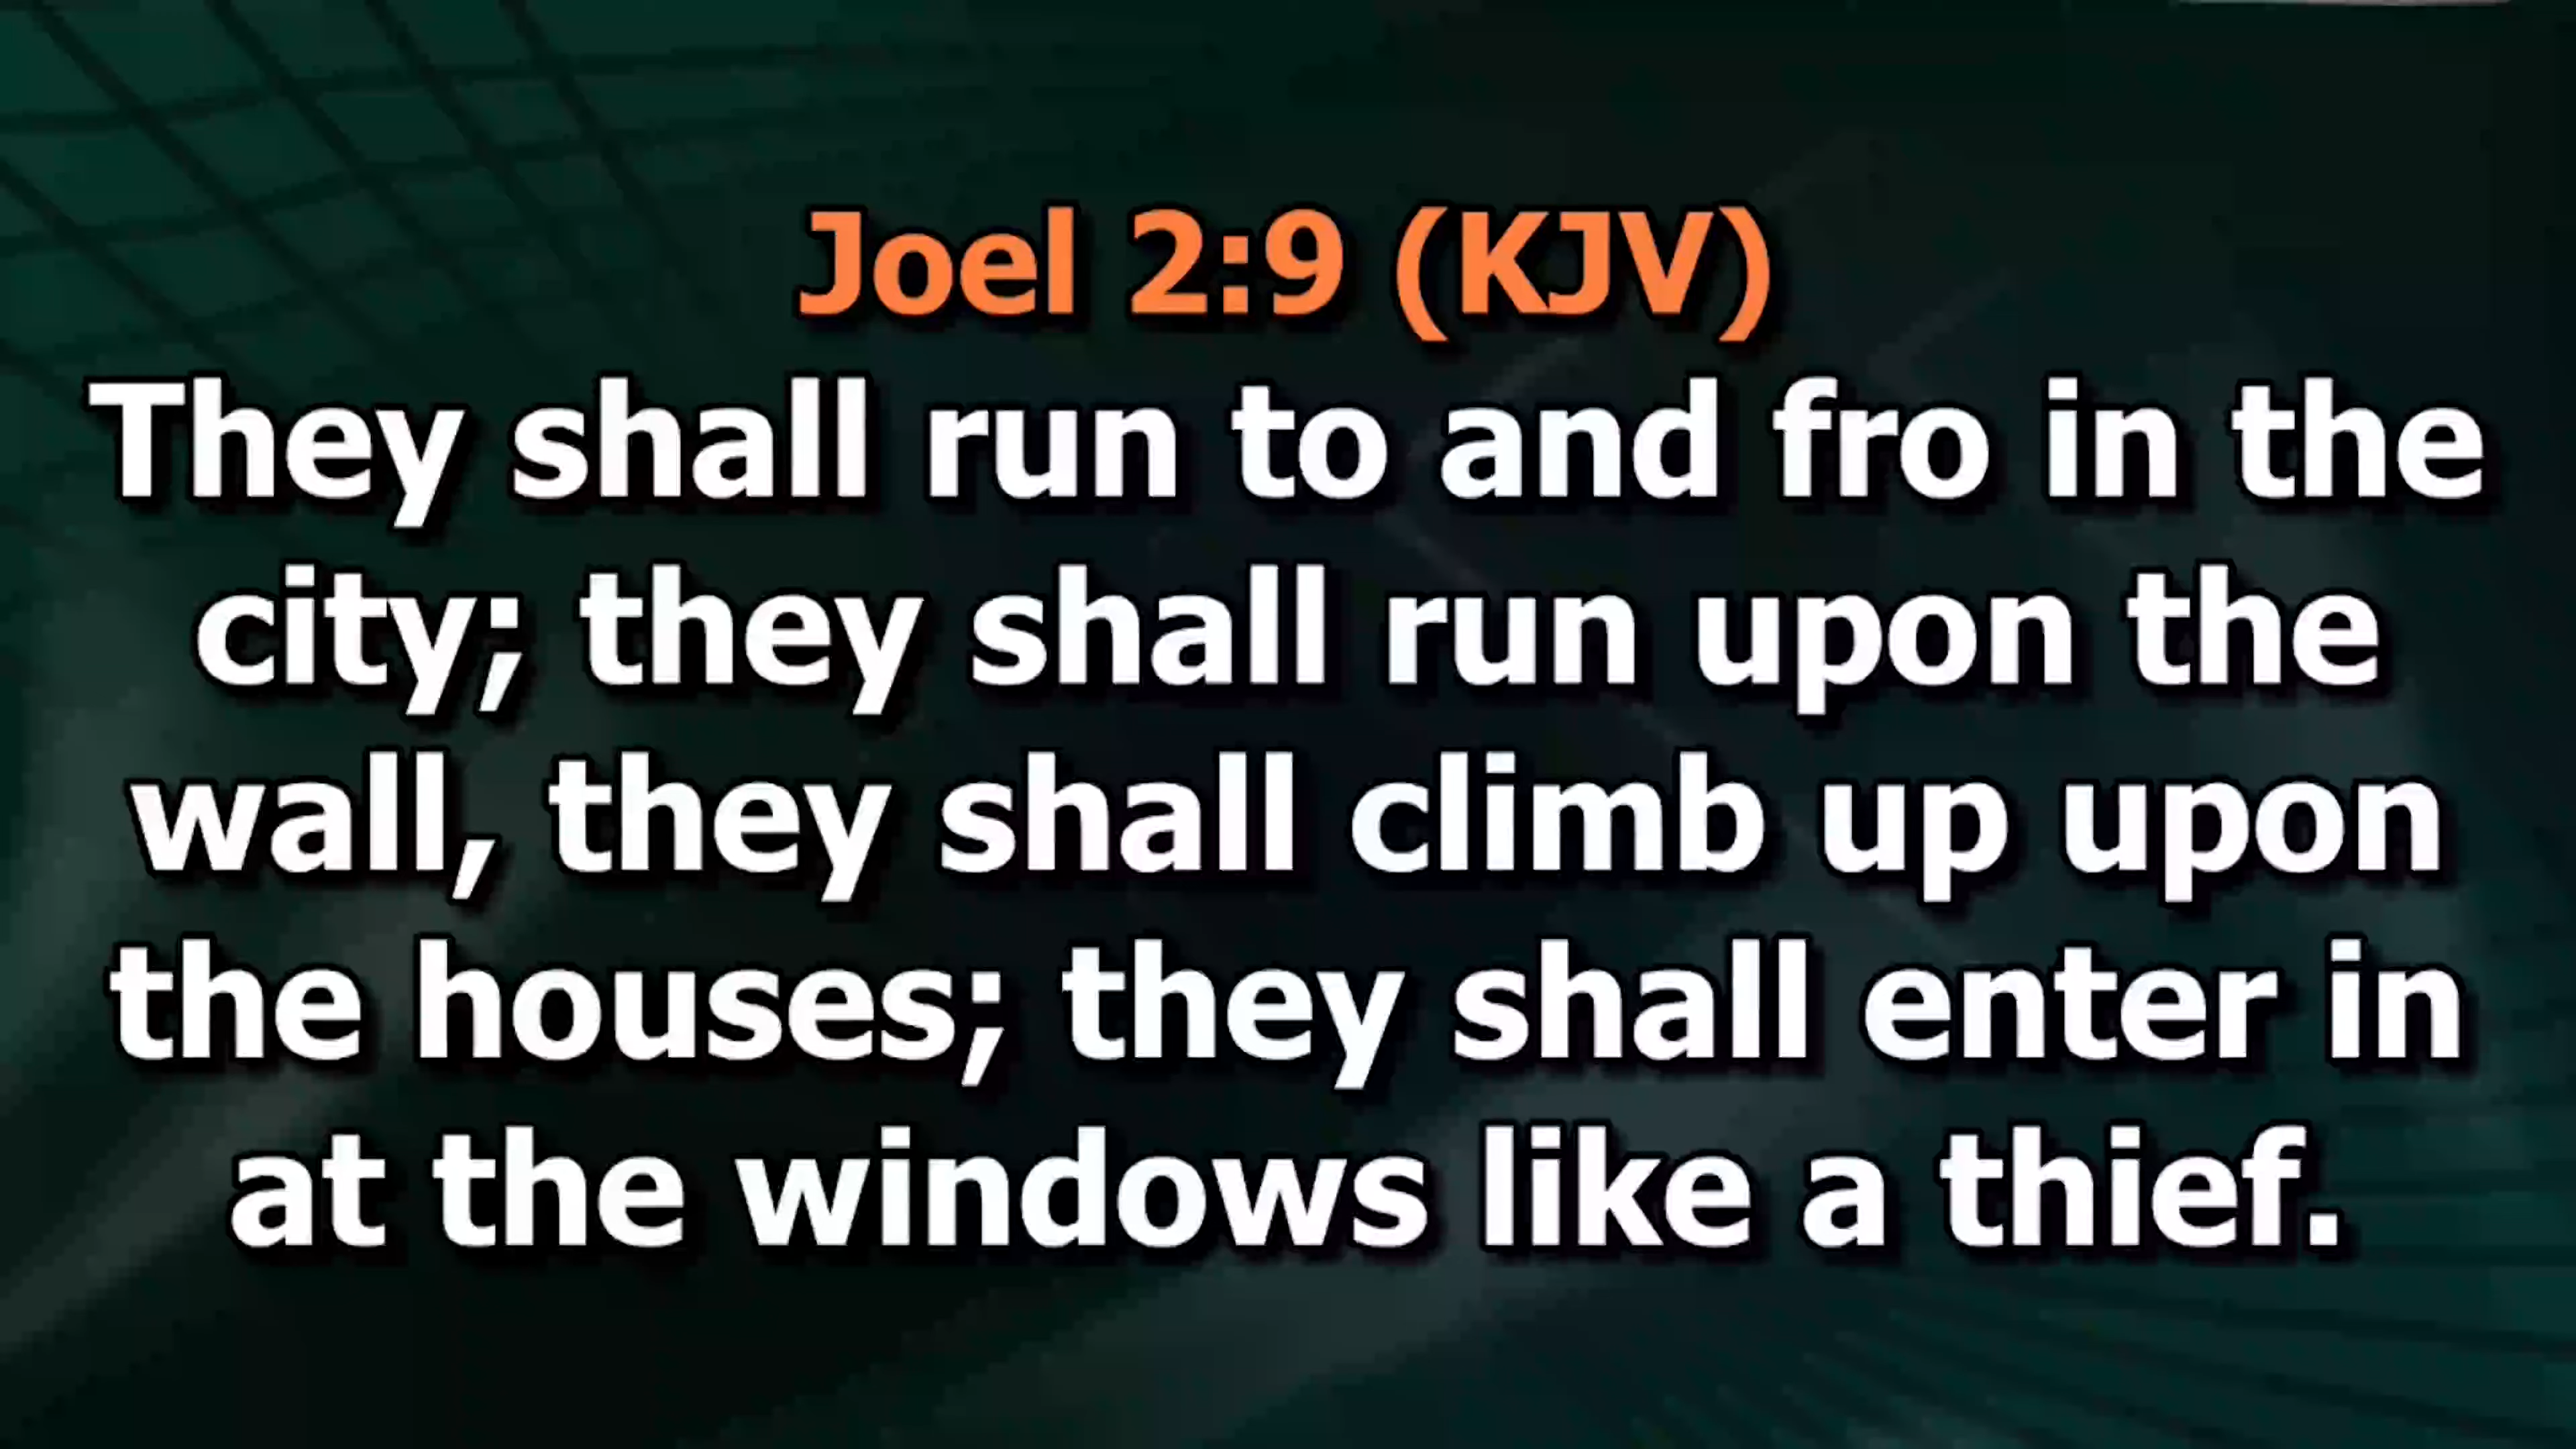 Joel 2:9 (KJV)
They shall run to and fro in the
city; they shall run upon the
wall, they shall climb up upon
the houses; they shall enter in
at the windows like a thief.